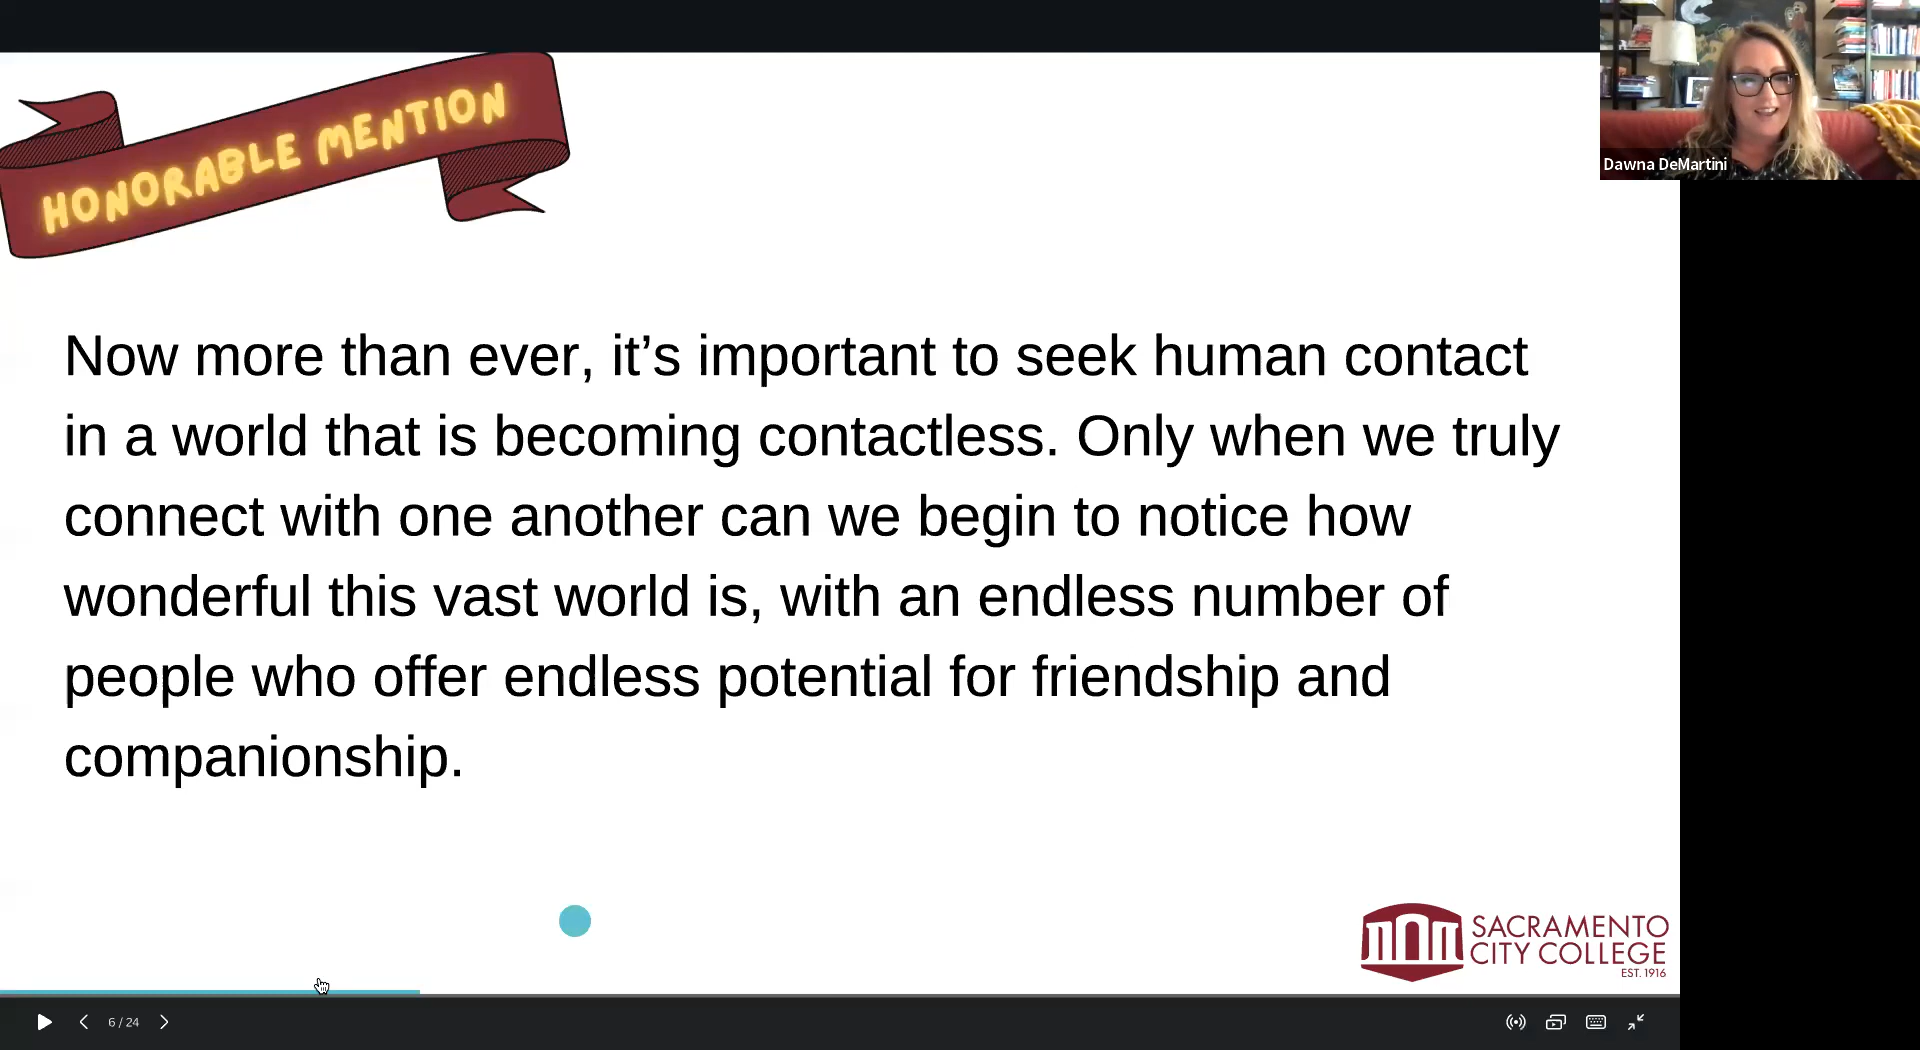 HONORABLE MENTION
Dawna DeMartini
Now more than ever, it’s important to seek human contact
in a world that is becoming contactless. Only when we truly
connect with one another can we begin to notice how
wonderful this vast world is, with an endless number of
people who offer endless potential for friendship and
companionship.
SACRAMENTO
CITY COLLEGE
EST. 1916
6 / 24